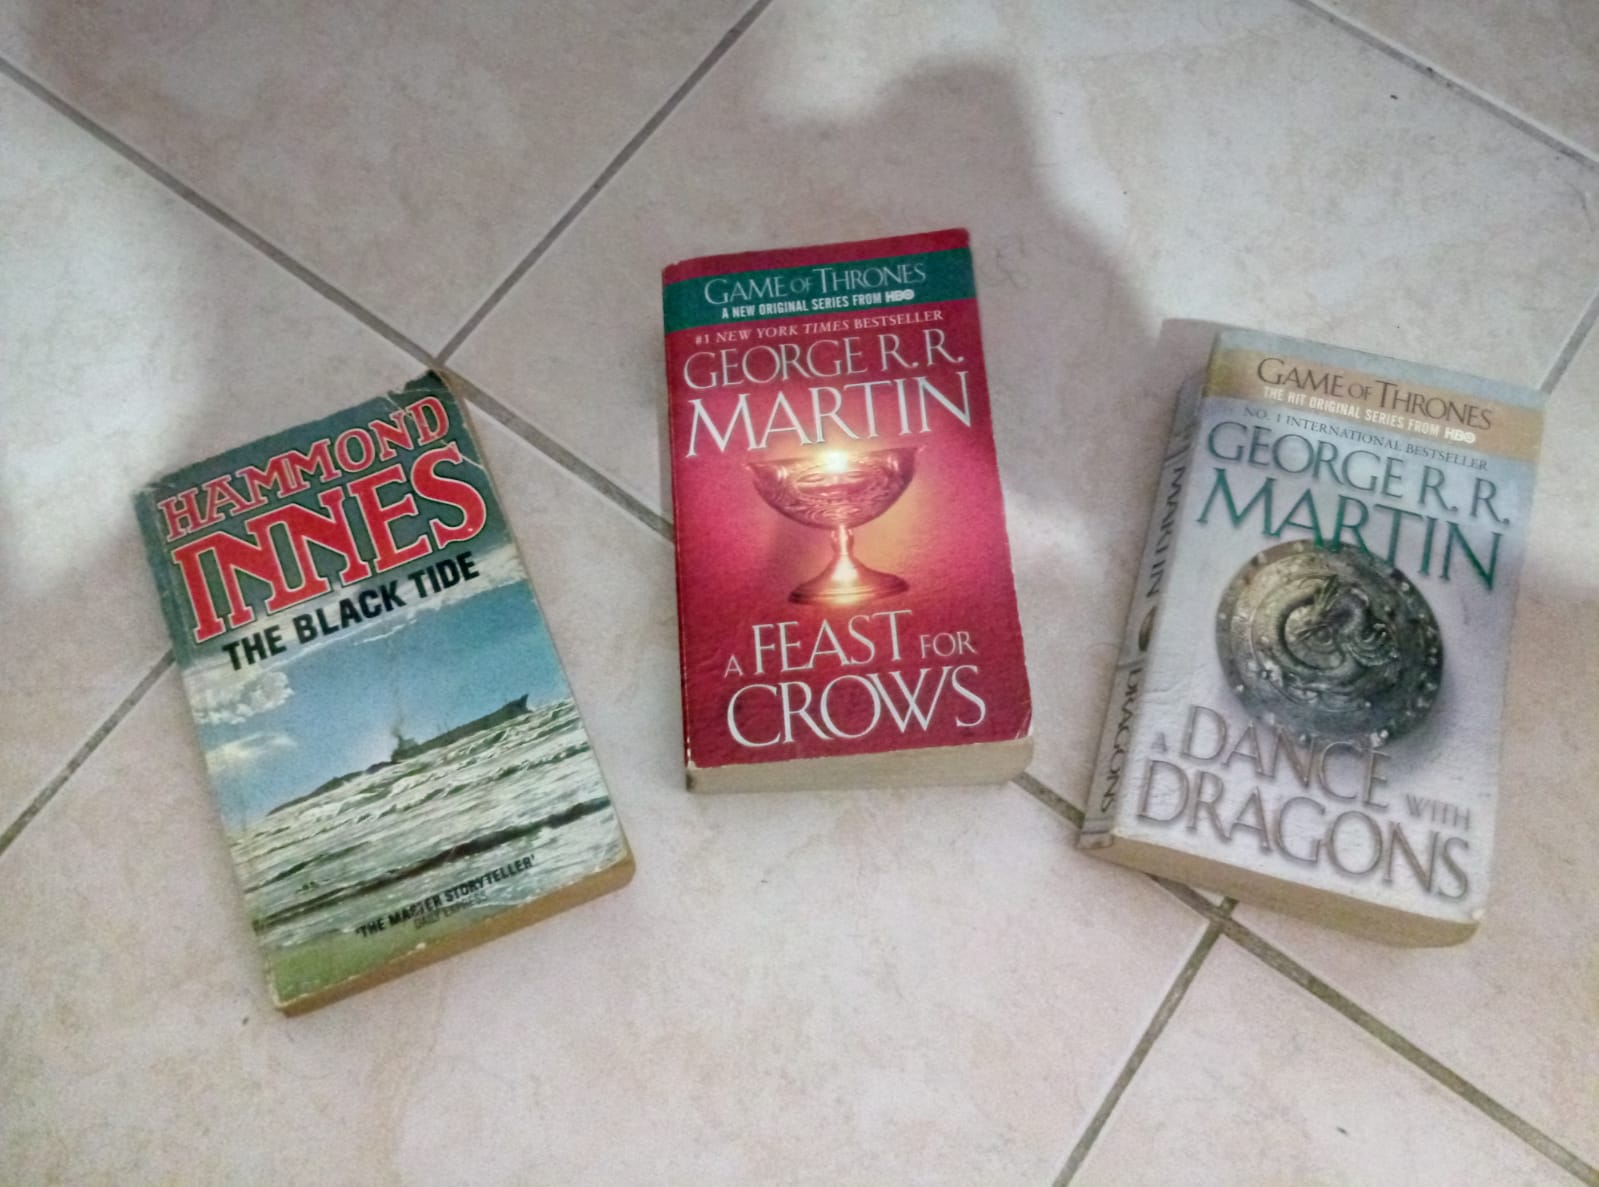 HAMMOND
INNES
THE BLACK TIDE
'THE MASTER STORYTELLER'
DAILY EXPRESS
GAME OF THRONES
A NEW ORIGINAL SERIES FROM HBO
#1 NEW YORK TIMES BESTSELLER
GEORGE R. R.
MARTIN
A FEAST FOR
CROWS
GAME OF THRONES
THE HIT ORIGINAL SERIES FROM HBO
NO. 1 INTERNATIONAL BESTSELLER
GEORGE R. R.
MARTIN
A DANCE WITH
DRAGONS
MARTIN
DRAGONS